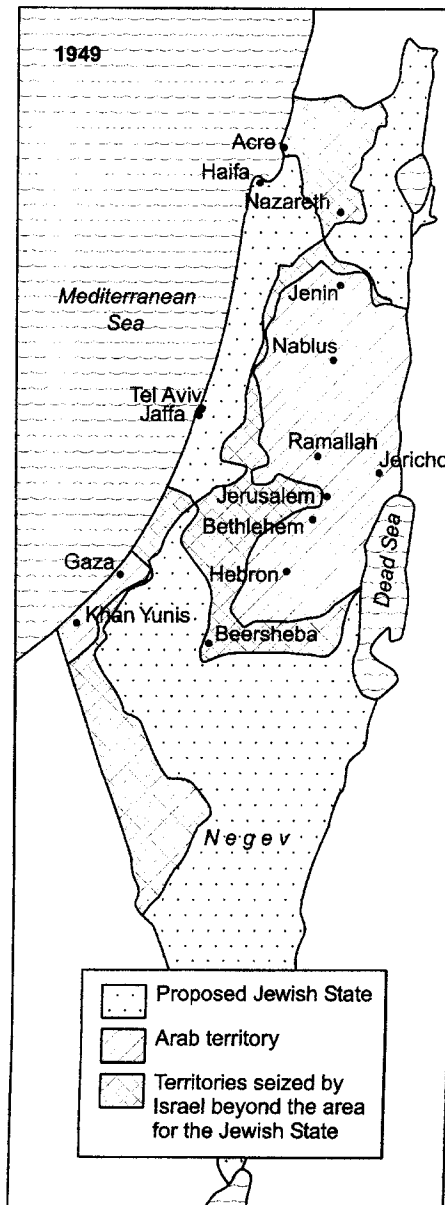 1949
Acre
Haifa
Nazareth
Mediterranean
Sea
Jenin
Nablus
Tel Aviv
Jaffa
Ramallah
Jericho
Jerusalem
Bethlehem
Gaza
Hebron
Dead Sea
Khan Yunis
Beersheba
Negev
Proposed Jewish State
Arab territory
Territories seized by
Israel beyond the area
for the Jewish State